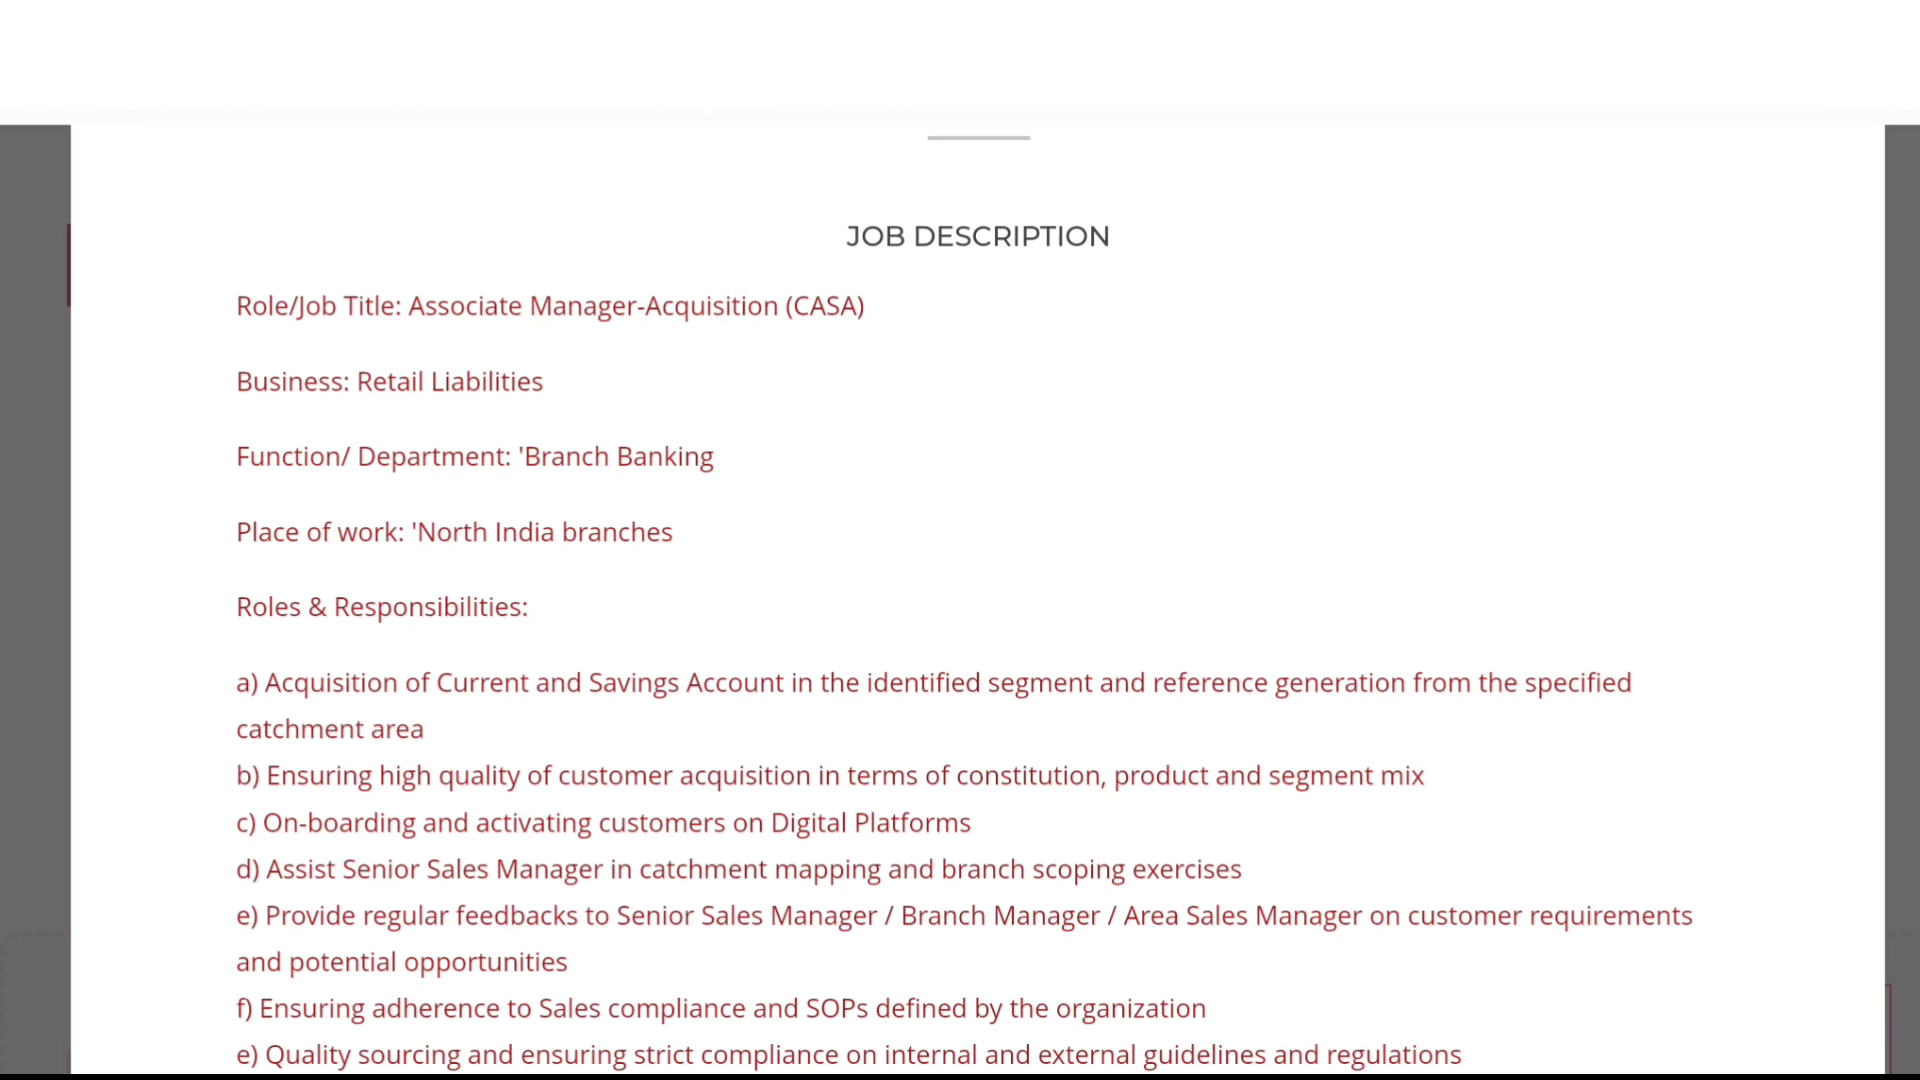 JOB DESCRIPTION
Role/Job Title: Associate Manager-Acquisition (CASA)
Business: Retail Liabilities
Function/ Department: 'Branch Banking
Place of work: 'North India branches
Roles & Responsibilities:
a) Acquisition of Current and Savings Account in the identified segment and reference generation from the specified
catchment area
b) Ensuring high quality of customer acquisition in terms of constitution, product and segment mix
c) On-boarding and activating customers on Digital Platforms
d) Assist Senior Sales Manager in catchment mapping and branch scoping exercises
e) Provide regular feedbacks to Senior Sales Manager / Branch Manager / Area Sales Manager on customer requirements
and potential opportunities
f) Ensuring adherence to Sales compliance and SOPs defined by the organization
e) Quality sourcing and ensuring strict compliance on internal and external guidelines and regulations